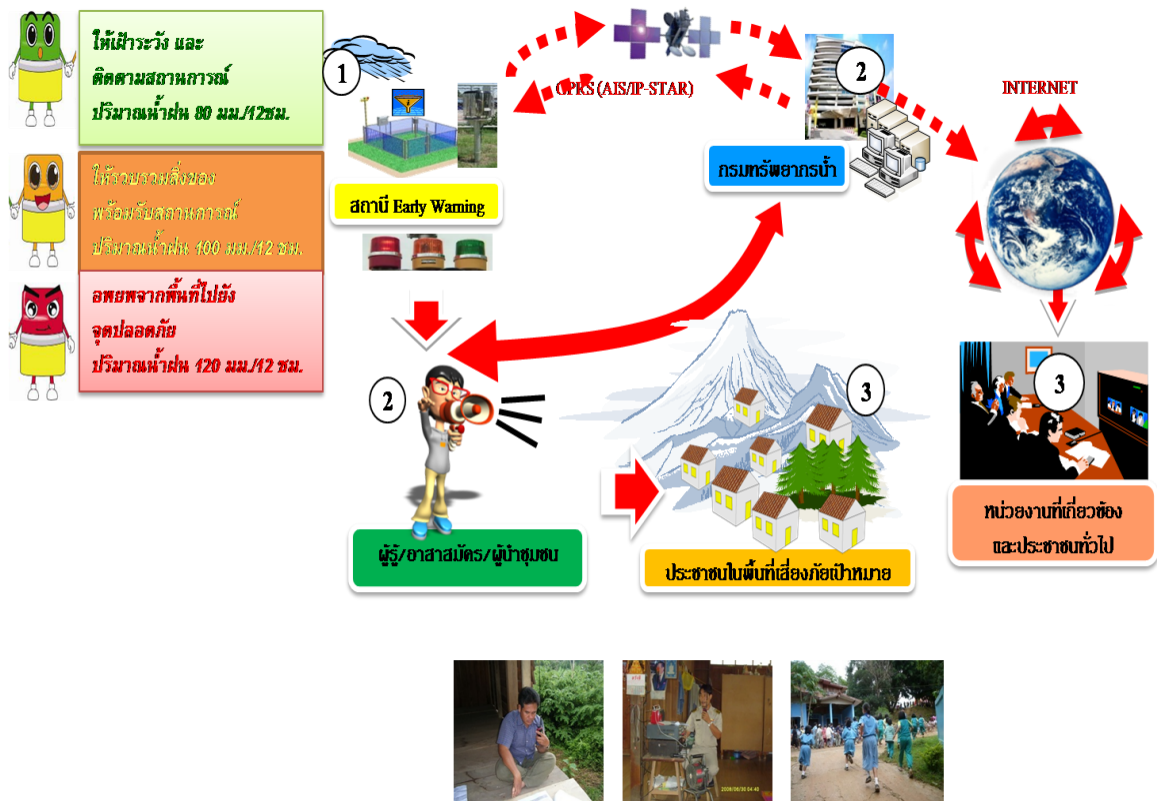 ให้เฝ้าระวัง และ
ติดตามสถานการณ์
ปริมาณน้ำฝน 80 มม./12ชม.
ให้รวบรวมสิ่งของ
พร้อมรับสถานการณ์
ปริมาณน้ำฝน 100 มม./12 ชม.
อพยพจากพื้นที่ไปยัง
จุดปลอดภัย
ปริมาณน้ำฝน 120 มม./12 ชม.
1
สถานี Early Warning
GPRS (AIS/IP-STAR)
2
กรมทรัพยากรน้ำ
INTERNET
2
ผู้รู้/อาสาสมัคร/ผู้นำชุมชน
3
ประชาชนในพื้นที่เสี่ยงภัยเป้าหมาย
3
หน่วยงานที่เกี่ยวข้อง
และประชาชนทั่วไป